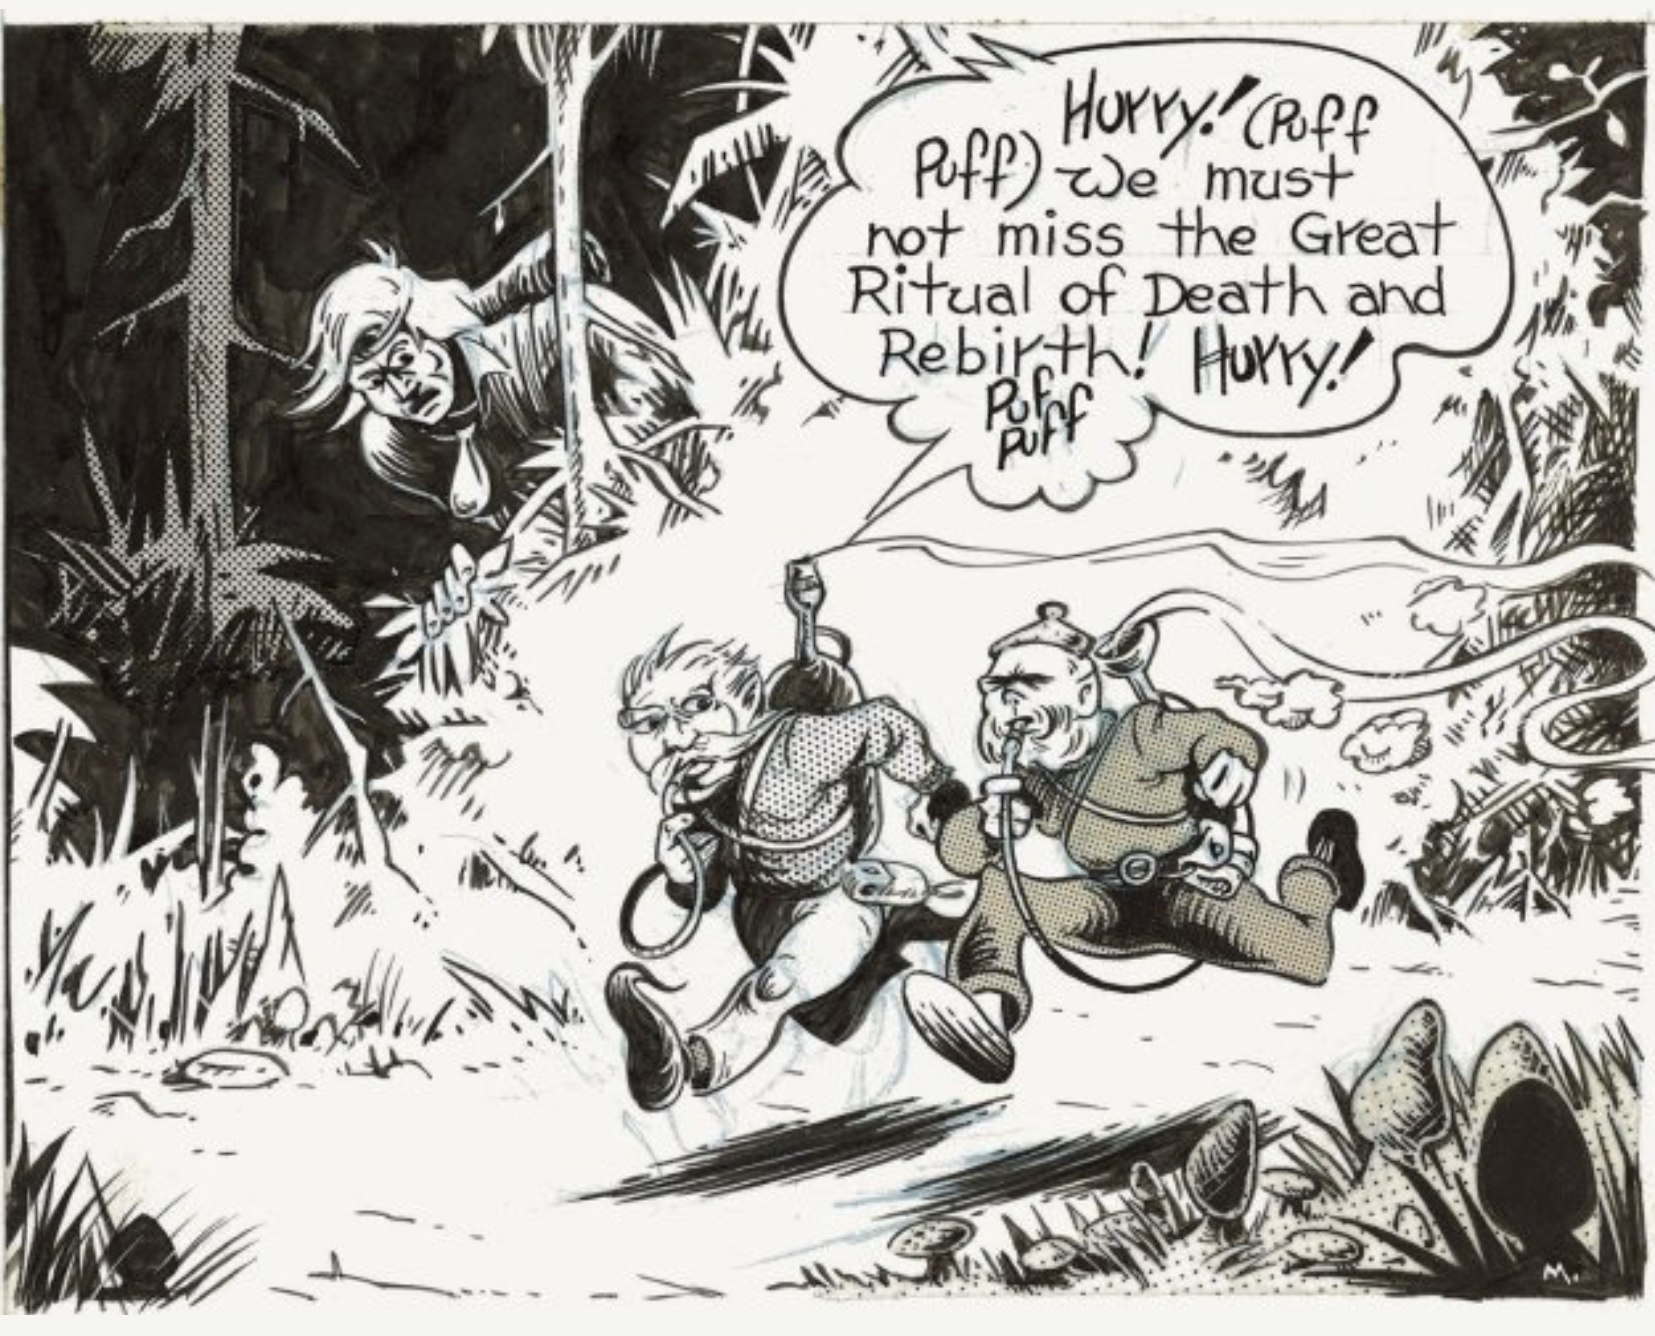 Hurry! (Puff
Puff) we must
not miss the Great
Ritual of Death and
Rebirth! Hurry!
Puff
Puff
M.